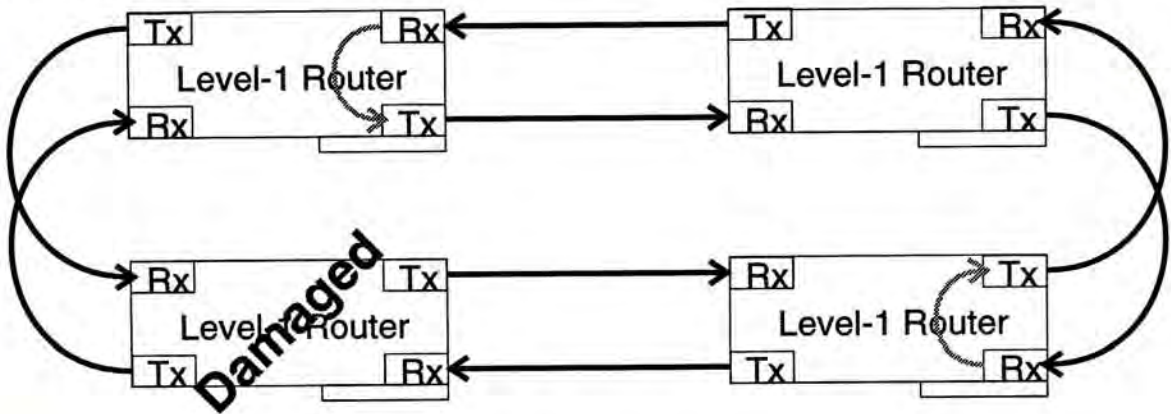 Tx Rx Tx Rx
Level-1 Router Level-1 Router
Rx Tx Rx Tx
Damaged
Rx Tx Rx Tx
Level-1 Router Level-1 Router
Tx Rx Tx Rx